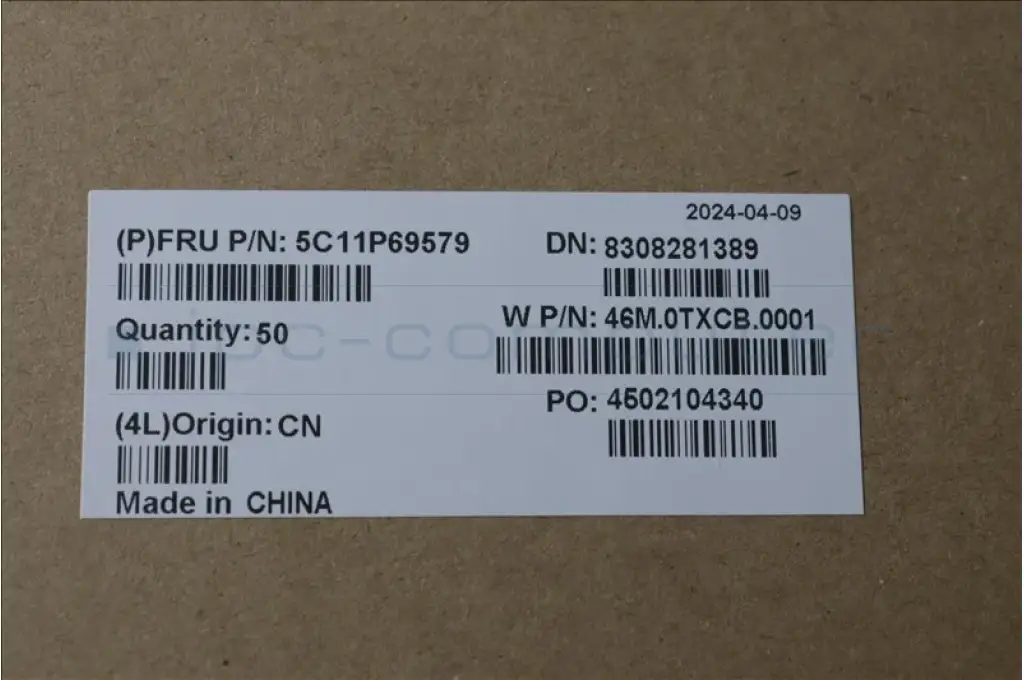 2024-04-09
(P)FRU P/N: 5C11P69579
DN: 8308281389
W P/N: 46M.0TXCB.0001
Quantity: 50
PO: 4502104340
(4L)Origin: CN
Made in CHINA